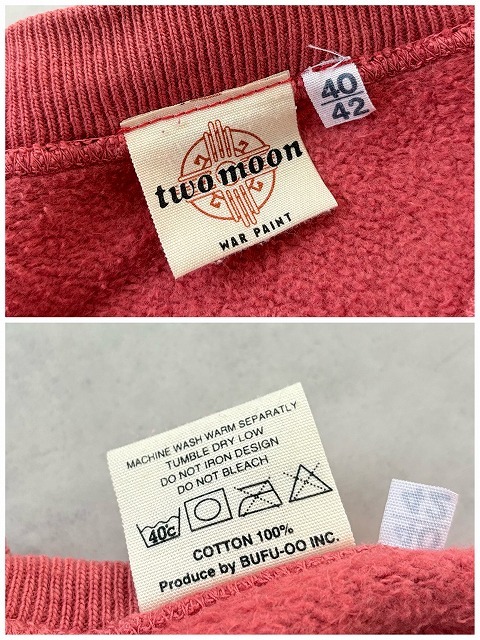 two moon
WAR PAINT
40
42
MACHINE WASH WARM SEPARATLY
TUMBLE DRY LOW
DO NOT IRON DESIGN
DO NOT BLEACH
40c
COTTON 100%
Produce by BUFU-OO INC.